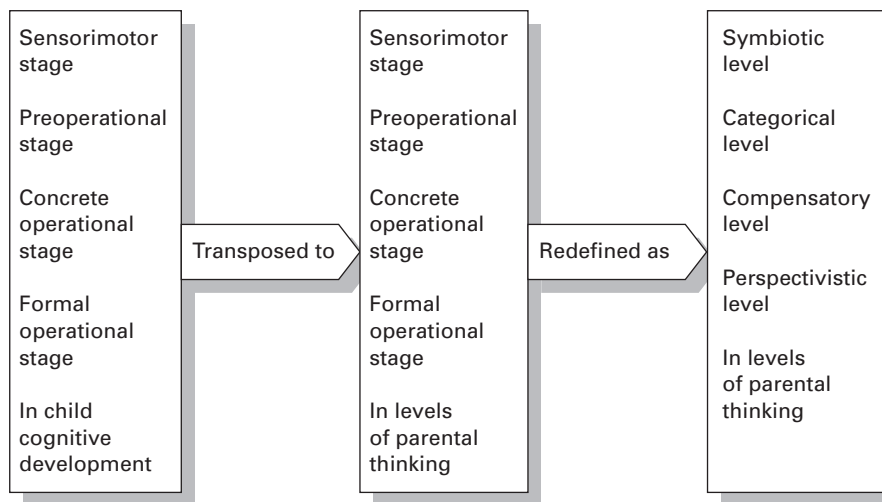 Sensorimotor
stage
Preoperational
stage
Concrete
operational
stage
Formal
operational
stage
In child
cognitive
development
Transposed to
Sensorimotor
stage
Preoperational
stage
Concrete
operational
stage
Formal
operational
stage
In levels
of parental
thinking
Redefined as
Symbiotic
level
Categorical
level
Compensatory
level
Perspectivistic
level
In levels
of parental
thinking